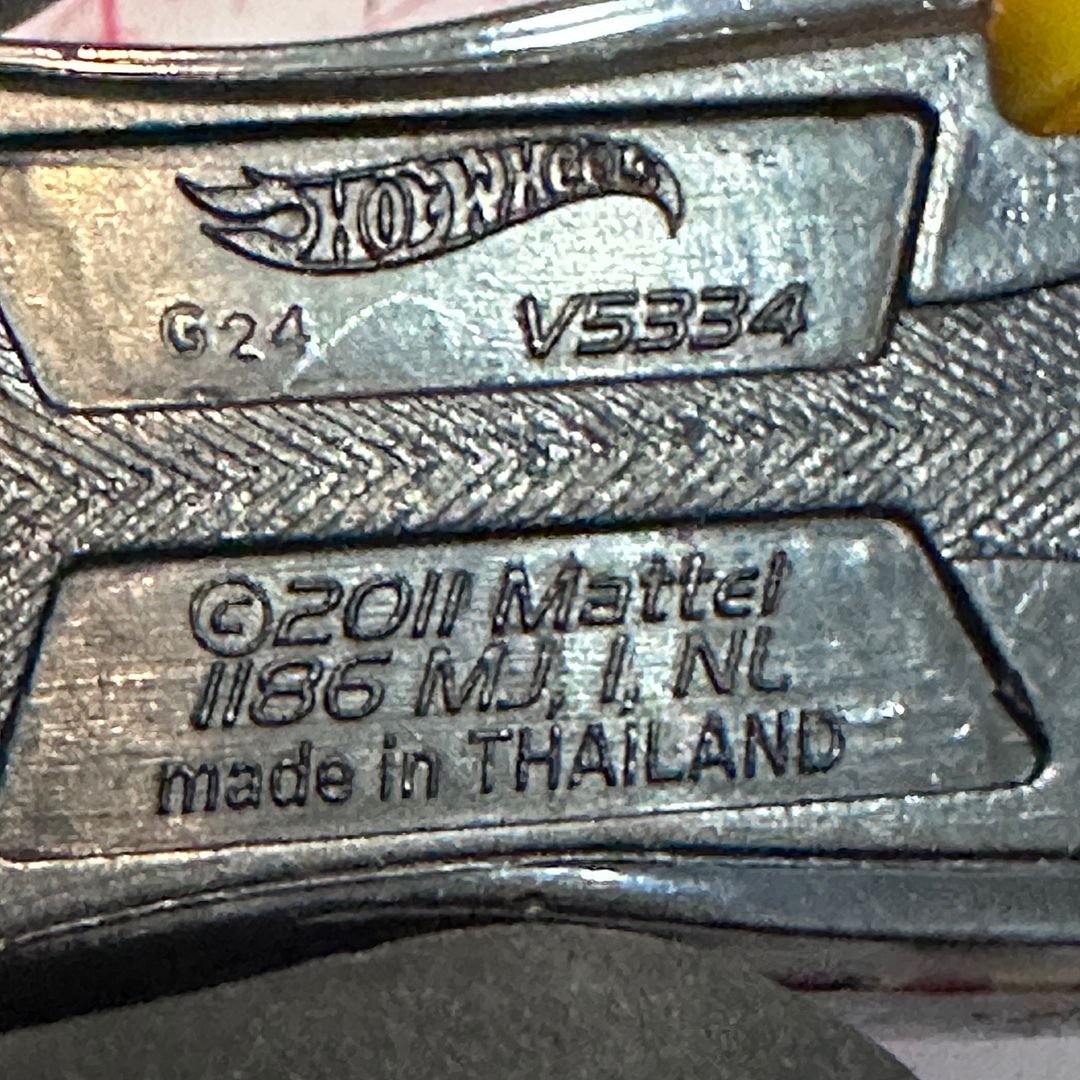 HOT WHEELS
G24 V5334
©2011 Mattel
1186 MJ, I, NL
made in THAILAND